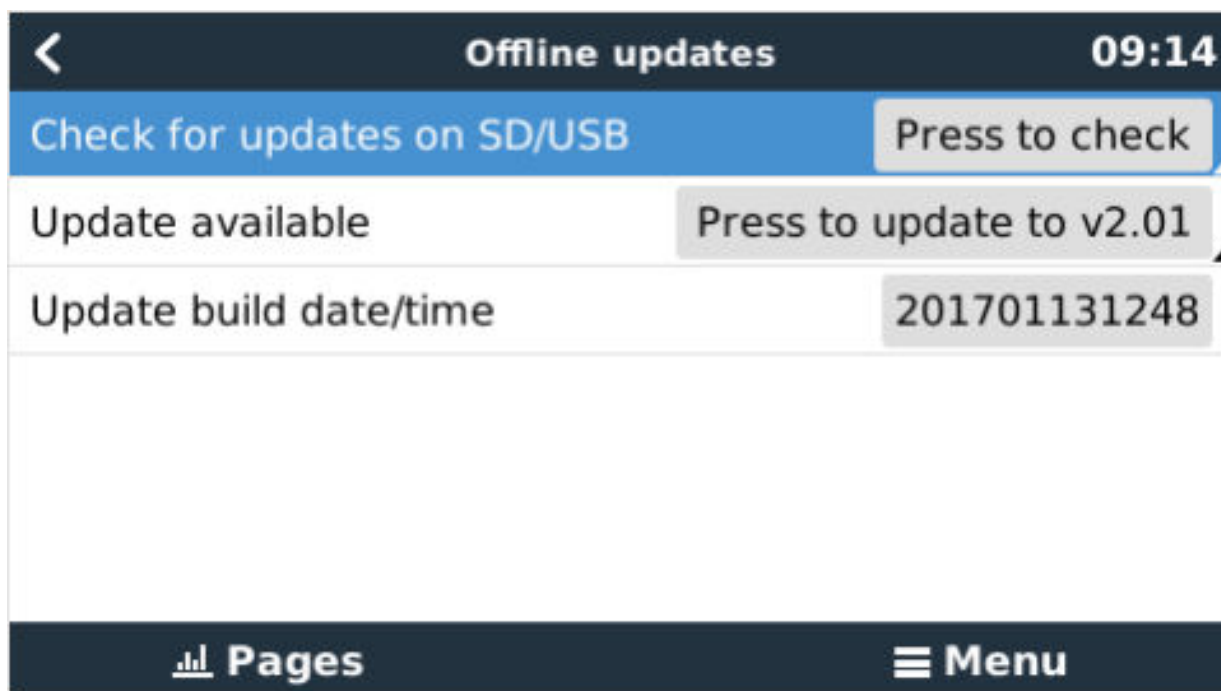 Offline updates 09:14
Check for updates on SD/USB Press to check
Update available Press to update to v2.01
Update build date/time 201701131248
Pages Menu